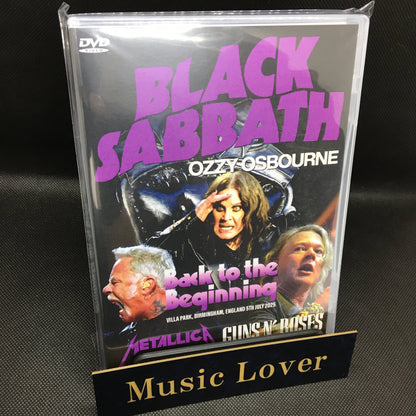 DVD
VIDEO
BLACK
SABBATH
OZZY OSBOURNE
Back to the
Beginning
VILLA PARK, BIRMINGHAM, ENGLAND 5TH JULY 2025
METALLICA GUNS N' ROSES
Music Lover